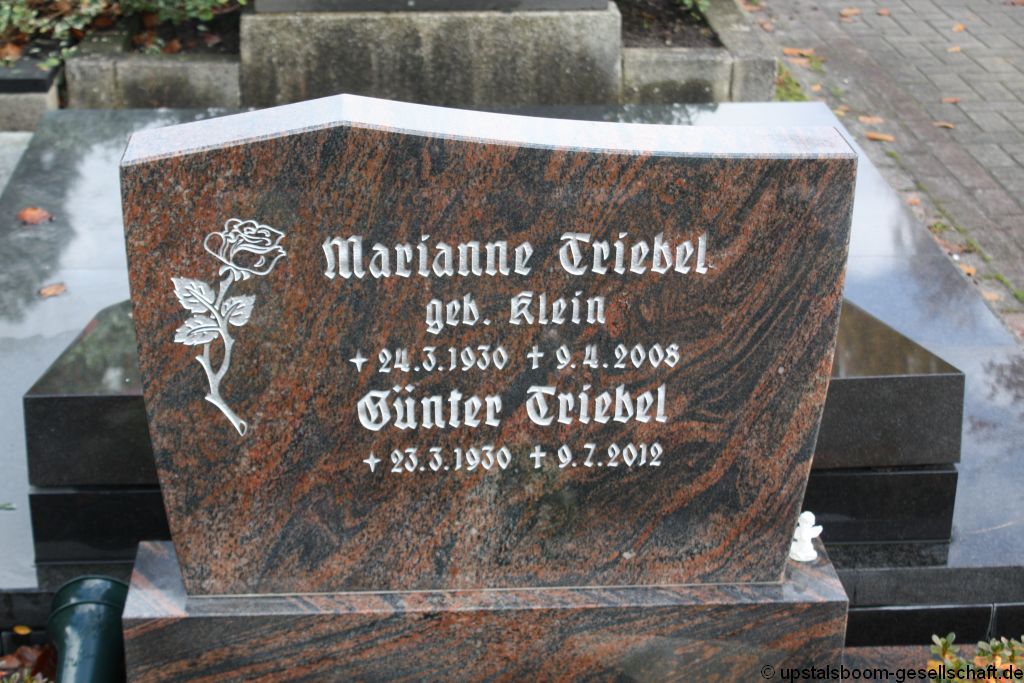 Marianne Triebel
geb. Klein
✦ 24.3.1930 ✝ 9.4.2008
Günter Triebel
✦ 23.3.1930 ✝ 9.7.2012
© upstalsboom-gesellschaft.de